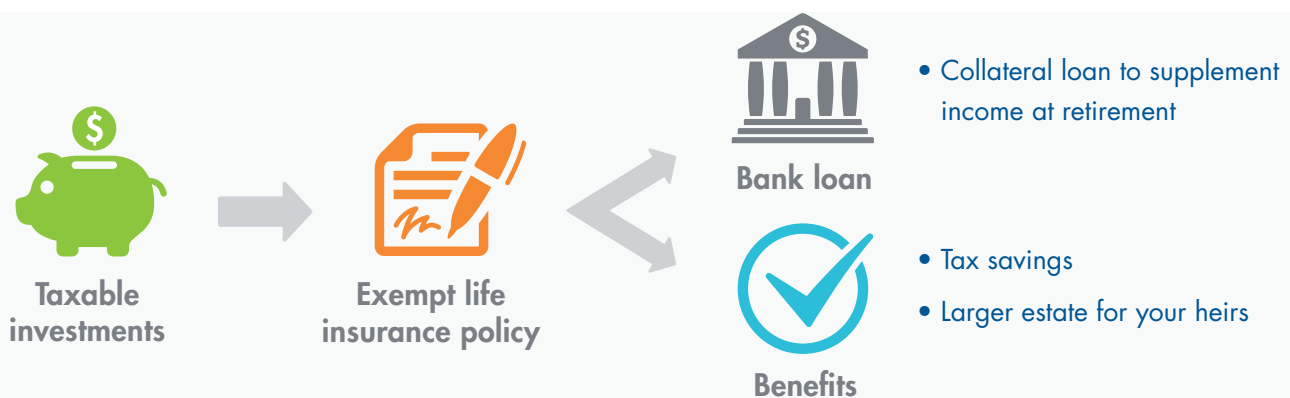 $
$
• Collateral loan to supplement
income at retirement
Bank loan
Taxable
investments
Exempt life
insurance policy
• Tax savings
• Larger estate for your heirs
Benefits